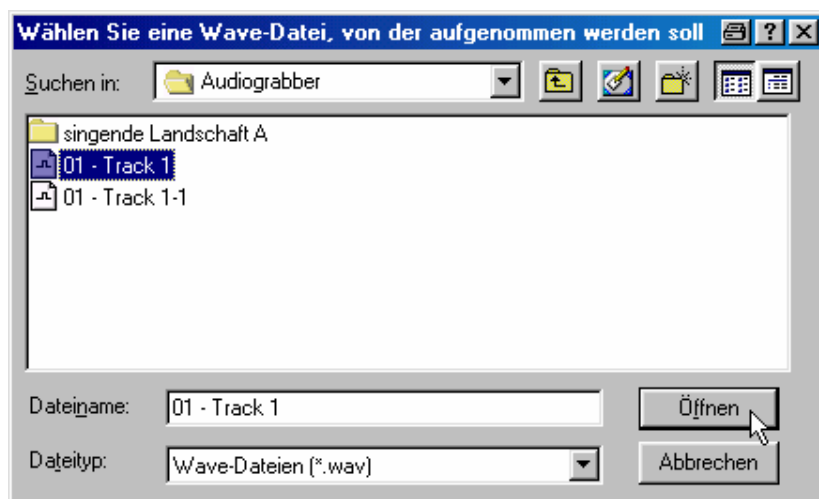 Wählen Sie eine Wave-Datei, von der aufgenommen werden soll
Suchen in: Audiograbber
singende Landschaft A
01 - Track 1
01 - Track 1-1
Dateiname: 01 - Track 1 Öffnen
Dateityp: Wave-Dateien (*.wav) Abbrechen